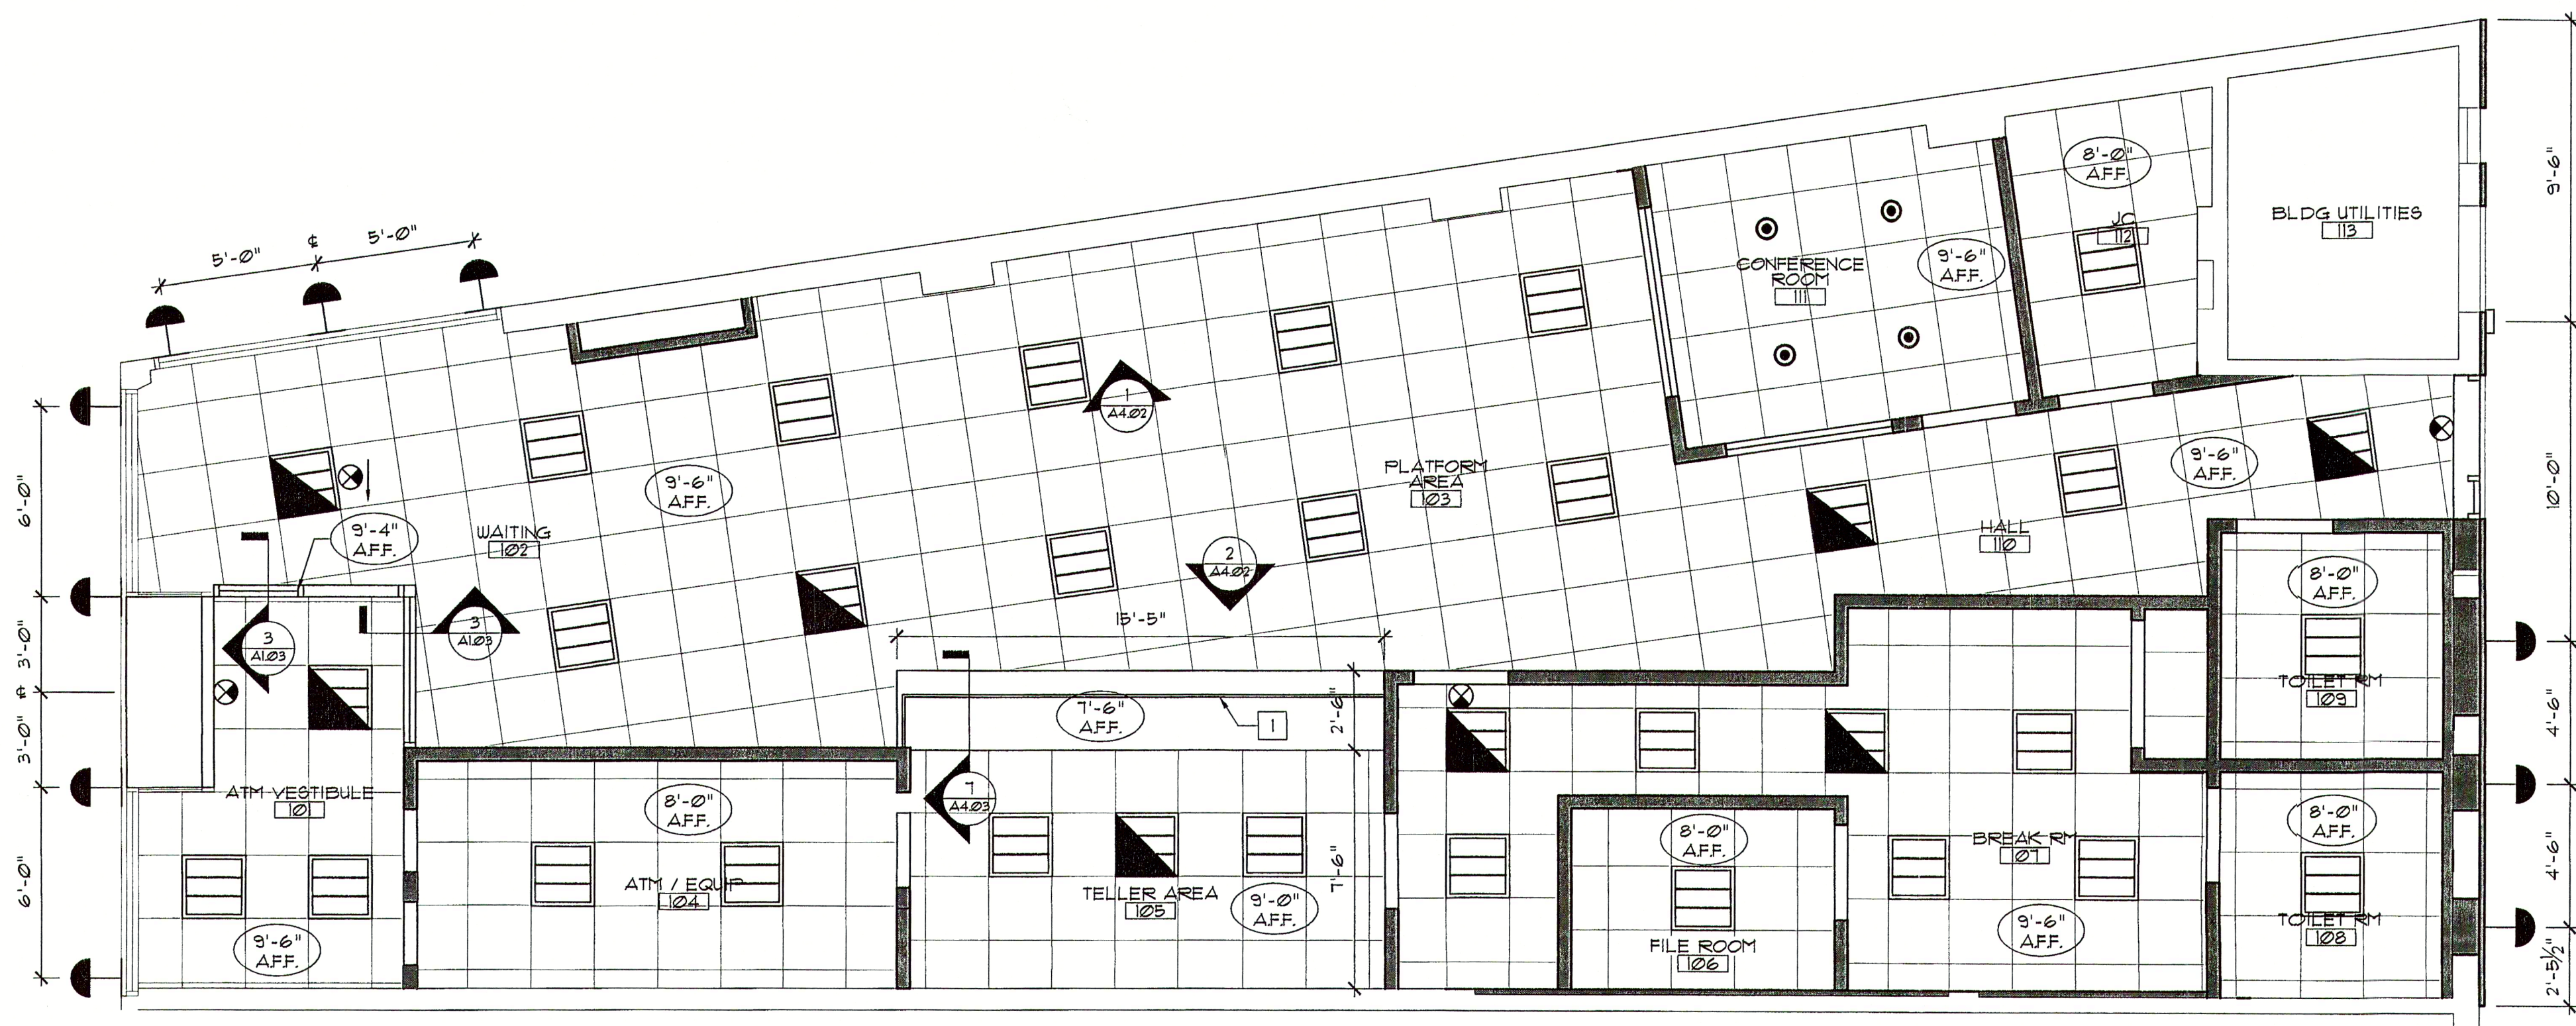 5'-0"
℄
5'-0"
9'-6"
8'-0"
A.F.F.
JC
112
BLDG UTILITIES
113
9'-6"
A.F.F.
CONFERENCE
ROOM
111
1
A4.02
9'-6"
A.F.F.
PLATFORM
AREA
103
9'-6"
A.F.F.
10'-0"
6'-0"
9'-4"
A.F.F.
WAITING
102
HALL
110
2
A4.02
15'-5"
8'-0"
A.F.F.
TOILET RM
109
3
A1.03
3
A1.03
3'-0"
3'-0"
7'-6"
A.F.F.
1
2'-6"
4'-6"
ATM VESTIBULE
101
8'-0"
A.F.F.
7
A4.03
8'-0"
A.F.F.
BREAK RM
107
8'-0"
A.F.F.
4'-6"
6'-0"
ATM / EQUIP
104
TELLER AREA
105
9'-0"
A.F.F.
7'-6"
9'-6"
A.F.F.
FILE ROOM
106
9'-6"
A.F.F.
TOILET RM
108
2'-5½"